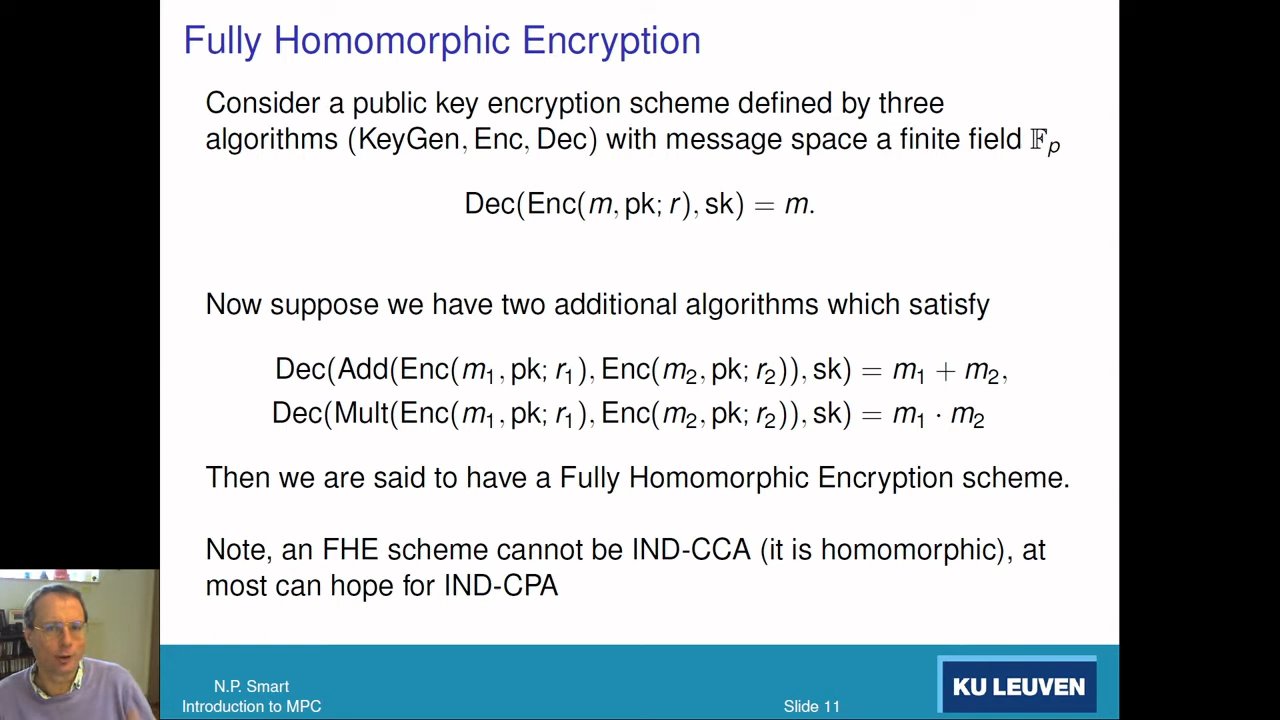 Fully Homomorphic Encryption
Consider a public key encryption scheme defined by three
algorithms (KeyGen, Enc, Dec) with message space a finite field 𝔽ₚ
Dec(Enc(m, pk; r), sk) = m.
Now suppose we have two additional algorithms which satisfy
Dec(Add(Enc(m₁, pk; r₁), Enc(m₂, pk; r₂)), sk) = m₁ + m₂,
Dec(Mult(Enc(m₁, pk; r₁), Enc(m₂, pk; r₂)), sk) = m₁ · m₂
Then we are said to have a Fully Homomorphic Encryption scheme.
Note, an FHE scheme cannot be IND-CCA (it is homomorphic), at
most can hope for IND-CPA
N.P. Smart
Introduction to MPC
Slide 11
KU LEUVEN